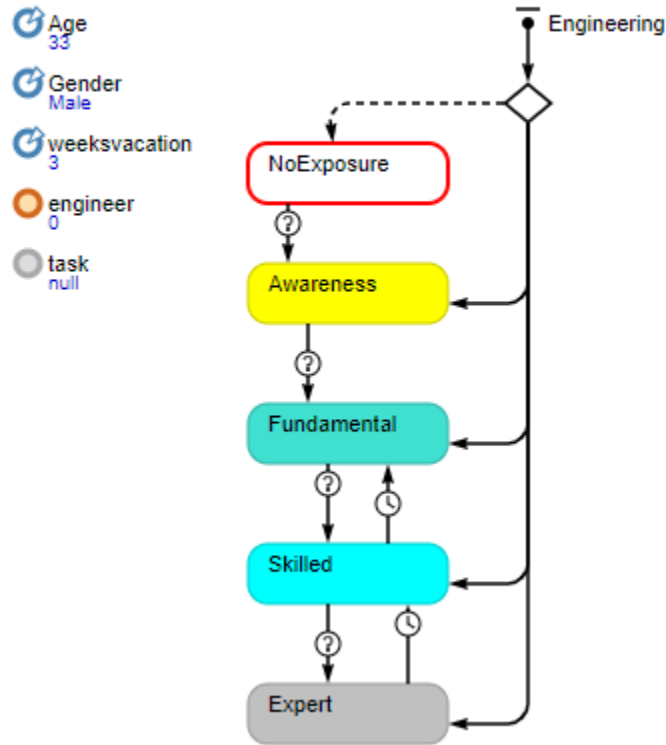 Age
33
Gender
Male
weeksvacation
3
engineer
0
task
null
Engineering
NoExposure
?
Awareness
?
Fundamental
?
Skilled
?
Expert